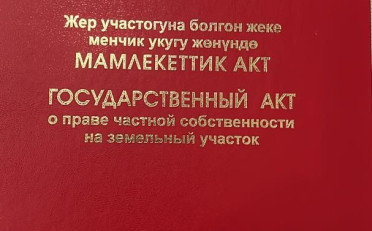 Жер участогуна болгон жеке
менчик укугу жөнүндө
МАМЛЕКЕТТИК АКТ
ГОСУДАРСТВЕННЫЙ АКТ
о праве частной собственности
на земельный участок